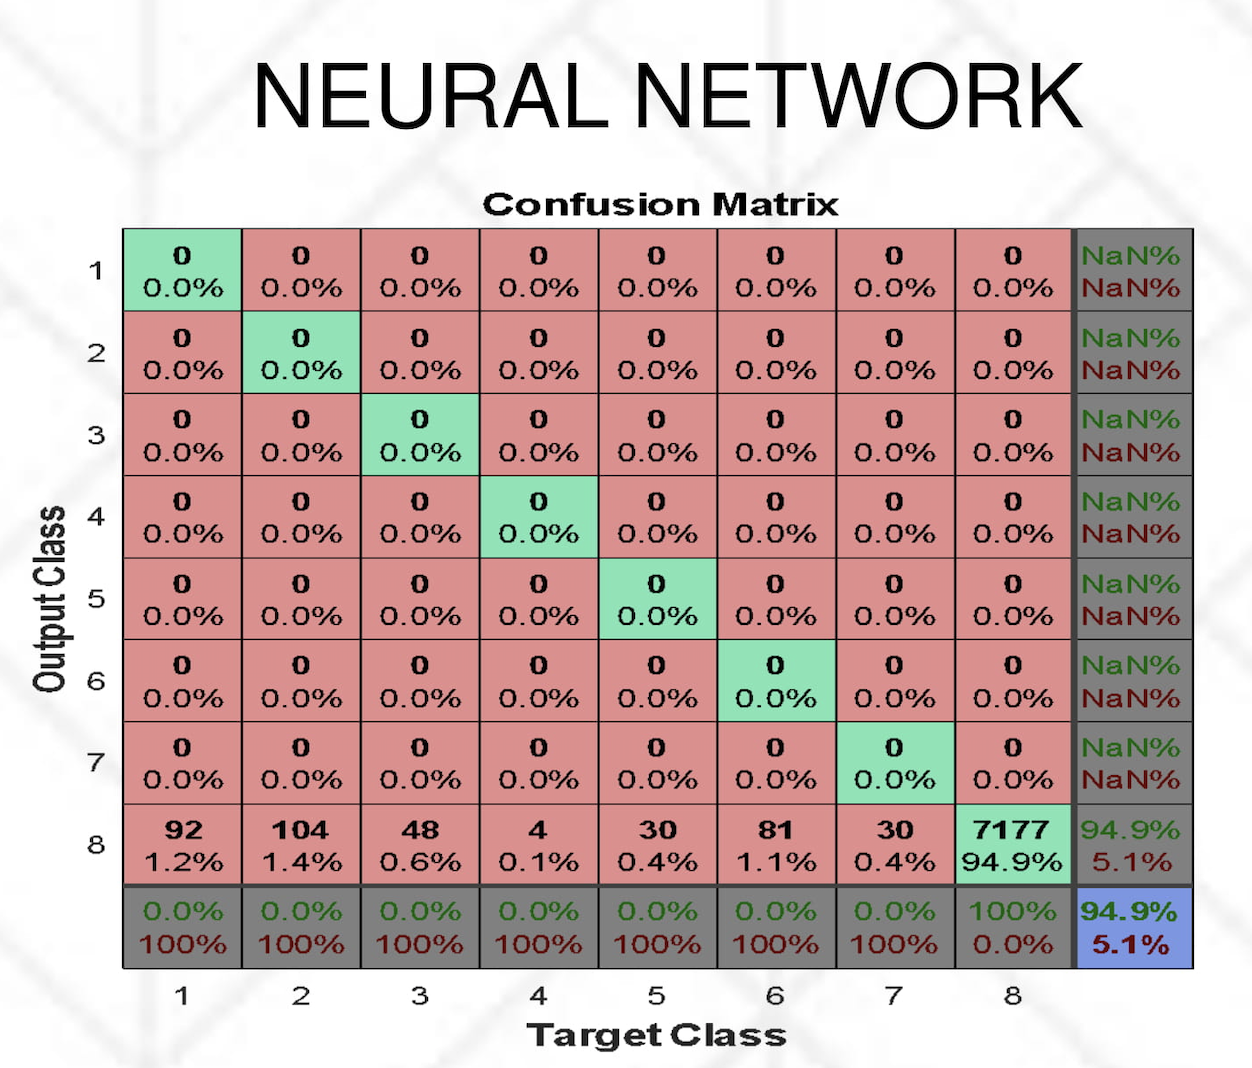 NEURAL NETWORK
Confusion Matrix
1
0 0 0 0 0 0 0 0 NaN%
0.0% 0.0% 0.0% 0.0% 0.0% 0.0% 0.0% 0.0% NaN%
2
0 0 0 0 0 0 0 0 NaN%
0.0% 0.0% 0.0% 0.0% 0.0% 0.0% 0.0% 0.0% NaN%
3
0 0 0 0 0 0 0 0 NaN%
0.0% 0.0% 0.0% 0.0% 0.0% 0.0% 0.0% 0.0% NaN%
4
0 0 0 0 0 0 0 0 NaN%
0.0% 0.0% 0.0% 0.0% 0.0% 0.0% 0.0% 0.0% NaN%
5
0 0 0 0 0 0 0 0 NaN%
0.0% 0.0% 0.0% 0.0% 0.0% 0.0% 0.0% 0.0% NaN%
6
0 0 0 0 0 0 0 0 NaN%
0.0% 0.0% 0.0% 0.0% 0.0% 0.0% 0.0% 0.0% NaN%
7
0 0 0 0 0 0 0 0 NaN%
0.0% 0.0% 0.0% 0.0% 0.0% 0.0% 0.0% 0.0% NaN%
8
92 104 48 4 30 81 30 7177 94.9%
1.2% 1.4% 0.6% 0.1% 0.4% 1.1% 0.4% 94.9% 5.1%
0.0% 0.0% 0.0% 0.0% 0.0% 0.0% 0.0% 100% 94.9%
100% 100% 100% 100% 100% 100% 100% 0.0% 5.1%
1 2 3 4 5 6 7 8
Target Class
Output Class